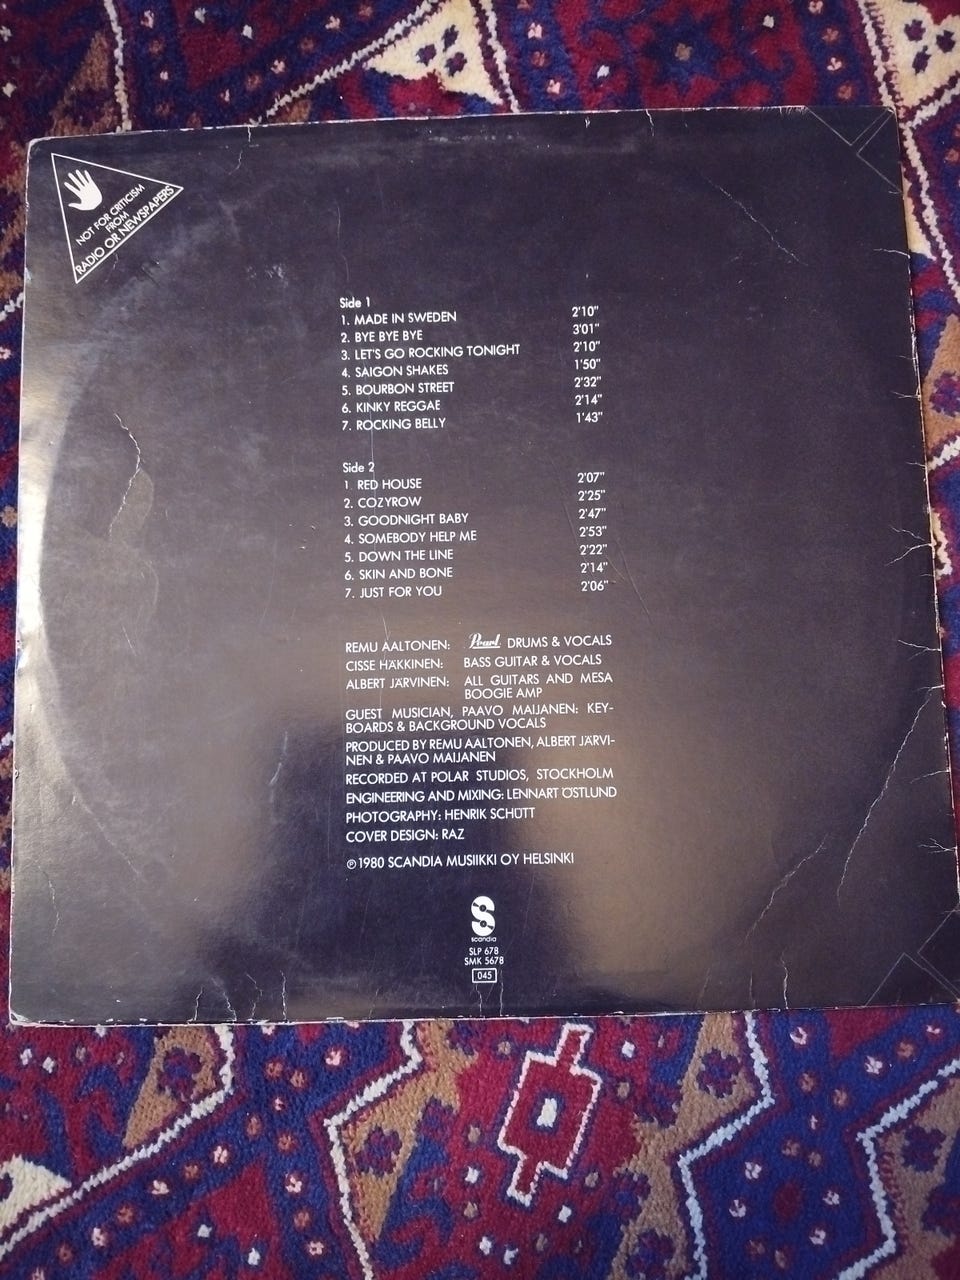 NOT FOR CRITICISM
FROM
RADIO OR NEWSPAPERS
Side 1
1. MADE IN SWEDEN 2'10"
2. BYE BYE BYE 3'01"
3. LET'S GO ROCKING TONIGHT 2'10"
4. SAIGON SHAKES 1'50"
5. BOURBON STREET 2'32"
6. KINKY REGGAE 2'14"
7. ROCKING BELLY 1'43"
Side 2
1. RED HOUSE 2'07"
2. COZYROW 2'25"
3. GOODNIGHT BABY 2'47"
4. SOMEBODY HELP ME 2'53"
5. DOWN THE LINE 2'22"
6. SKIN AND BONE 2'14"
7. JUST FOR YOU 2'06"
REMU AALTONEN: Pearl DRUMS & VOCALS
CISSE HÄKKINEN: BASS GUITAR & VOCALS
ALBERT JÄRVINEN: ALL GUITARS AND MESA
BOOGIE AMP
GUEST MUSICIAN, PAAVO MAIJANEN: KEY-
BOARDS & BACKGROUND VOCALS
PRODUCED BY REMU AALTONEN, ALBERT JÄRVI-
NEN & PAAVO MAIJANEN
RECORDED AT POLAR STUDIOS, STOCKHOLM
ENGINEERING AND MIXING: LENNART ÖSTLUND
PHOTOGRAPHY: HENRIK SCHÜTT
COVER DESIGN: RAZ
℗ 1980 SCANDIA MUSIIKKI OY HELSINKI
S
scandia
SLP 678
SMK 5678
045